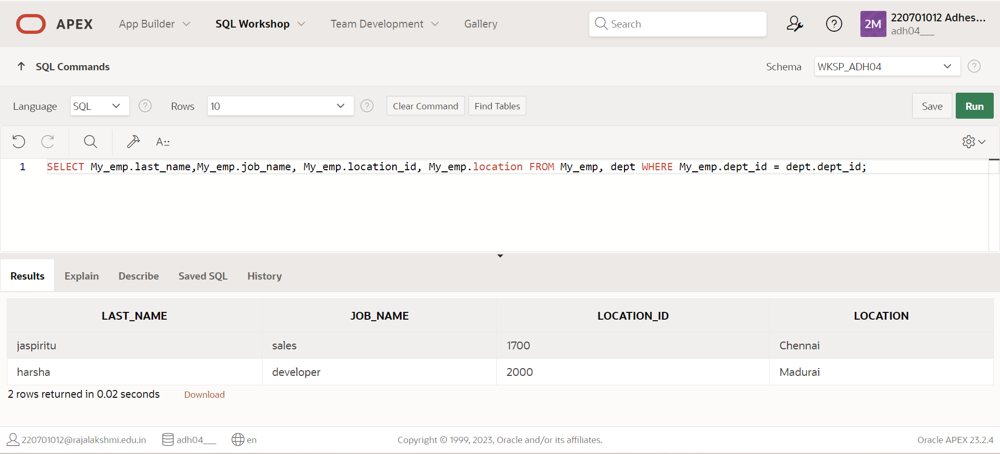 APEX App Builder SQL Workshop Team Development Gallery Search 2M 220701012 Adhes...
adh04___
SQL Commands Schema WKSP_ADH04
Language SQL Rows 10 Clear Command Find Tables Save Run
A::
1 SELECT My_emp.last_name,My_emp.job_name, My_emp.location_id, My_emp.location FROM My_emp, dept WHERE My_emp.dept_id = dept.dept_id;
Results Explain Describe Saved SQL History
LAST_NAME JOB_NAME LOCATION_ID LOCATION
jaspiritu sales 1700 Chennai
harsha developer 2000 Madurai
2 rows returned in 0.02 seconds Download
220701012@rajalakshmi.edu.in adh04___ en Copyright © 1999, 2023, Oracle and/or its affiliates. Oracle APEX 23.2.4